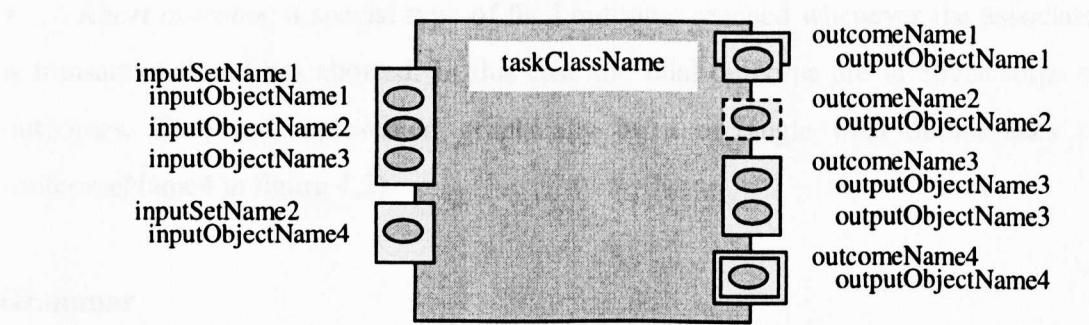 taskClassName
inputSetName1
inputObjectName1
inputObjectName2
inputObjectName3
inputSetName2
inputObjectName4
outcomeName1
outputObjectName1
outcomeName2
outputObjectName2
outcomeName3
outputObjectName3
outputObjectName3
outcomeName4
outputObjectName4